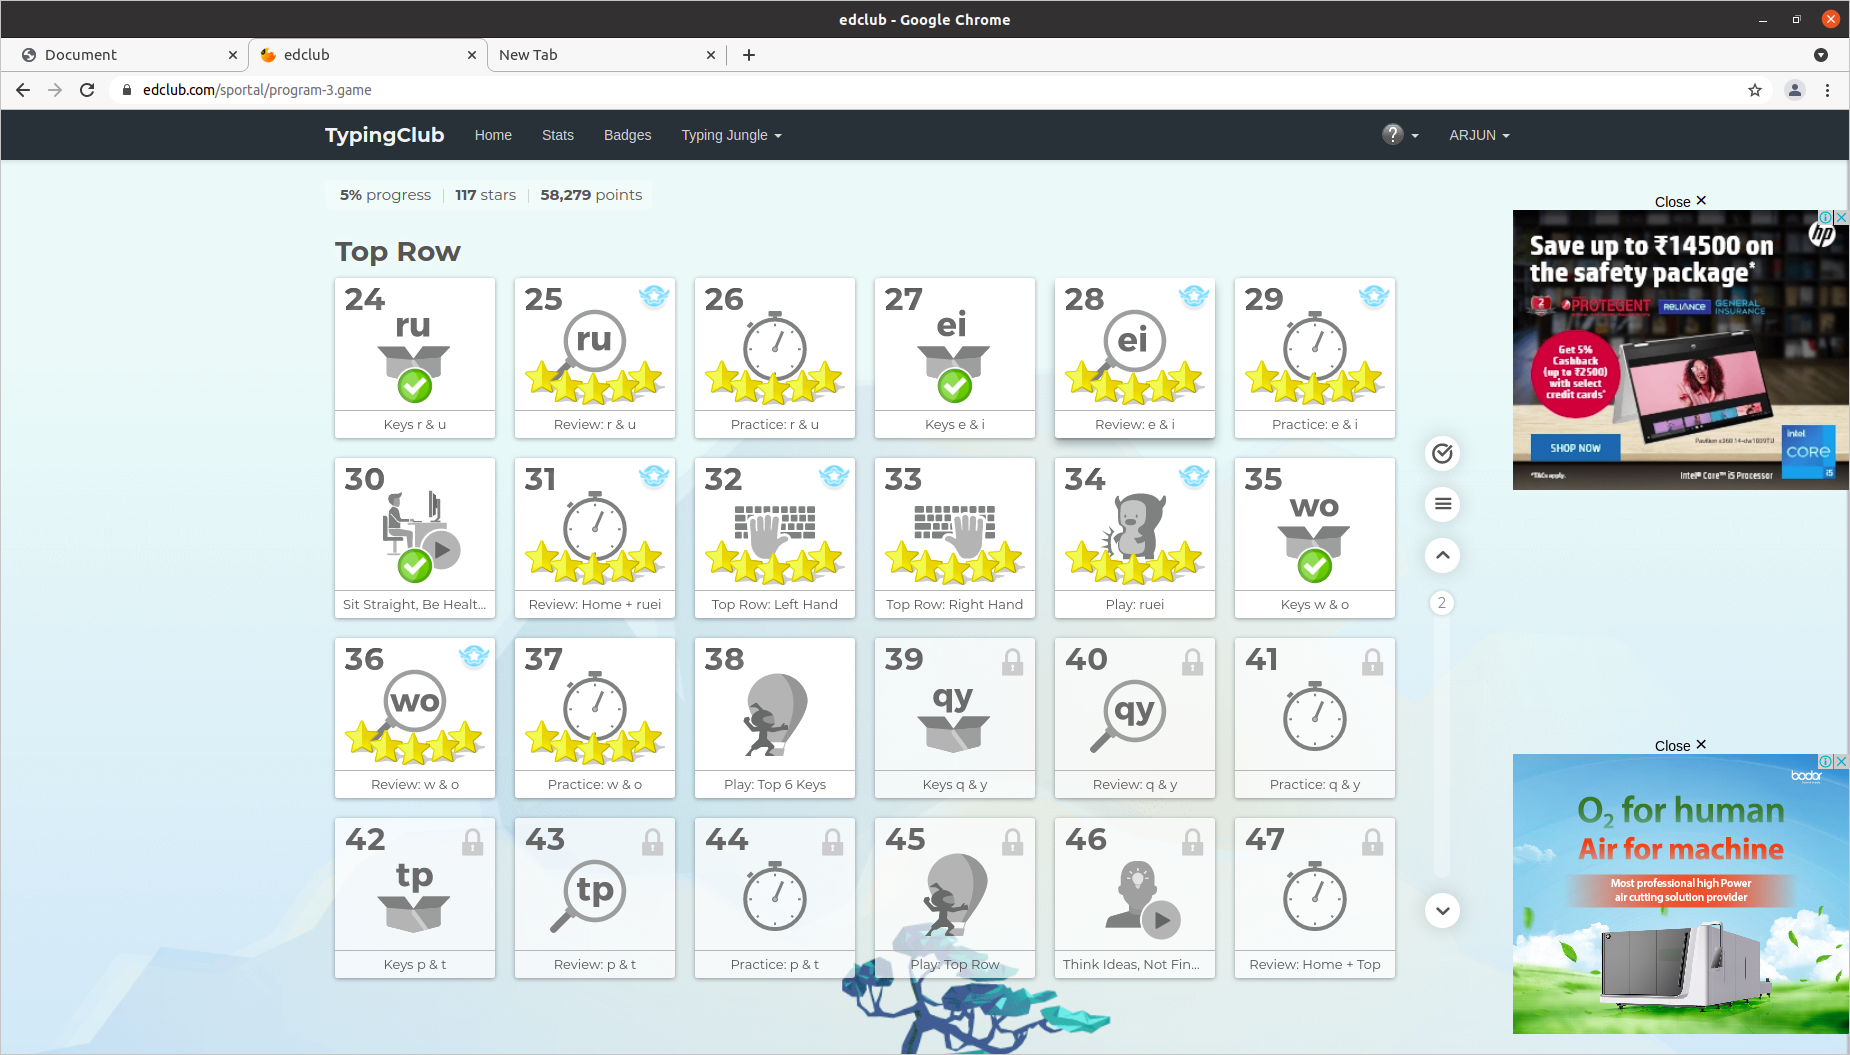 edclub - Google Chrome
Document
edclub
New Tab
edclub.com/sportal/program-3.game
TypingClub
Home
Stats
Badges
Typing Jungle
?
ARJUN
5% progress
117 stars
58,279 points
Top Row
24
ru
Keys r & u
25
ru
Review: r & u
26
Practice: r & u
27
ei
Keys e & i
28
ei
Review: e & i
29
Practice: e & i
30
Sit Straight, Be Healt...
31
Review: Home + ruei
32
Top Row: Left Hand
33
Top Row: Right Hand
34
Play: ruei
35
wo
Keys w & o
36
wo
Review: w & o
37
Practice: w & o
38
Play: Top 6 Keys
39
qy
Keys q & y
40
qy
Review: q & y
41
Practice: q & y
42
tp
Keys p & t
43
tp
Review: p & t
44
Practice: p & t
45
Play: Top Row
46
Think Ideas, Not Fin...
47
Review: Home + Top
2
Close
hp
Save up to ₹14500 on
the safety package*
2
PROTEGENT
RELIANCE
GENERAL
INSURANCE
Get 5%
Cashback
(up to ₹2500)
with select
credit cards*
SHOP NOW
Pavilion x360 14-dw1009TU
intel
CORE
i5
*T&Cs apply.
Intel® Core™ i5 Processor
Close
bodor
O2 for human
Air for machine
Most professional high Power
air cutting solution provider